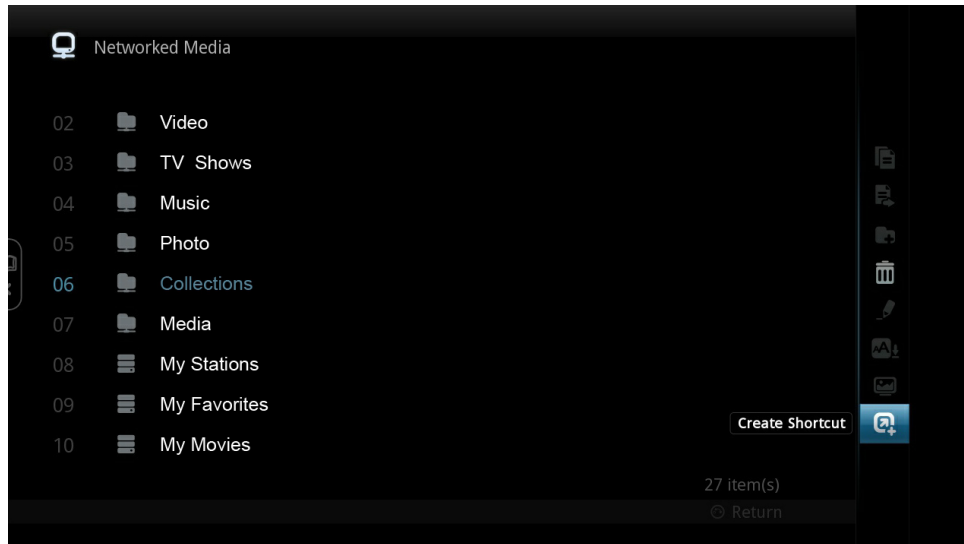 Networked Media
02 Video
03 TV Shows
04 Music
05 Photo
06 Collections
07 Media
08 My Stations
09 My Favorites
10 My Movies
Create Shortcut
27 item(s)
Return